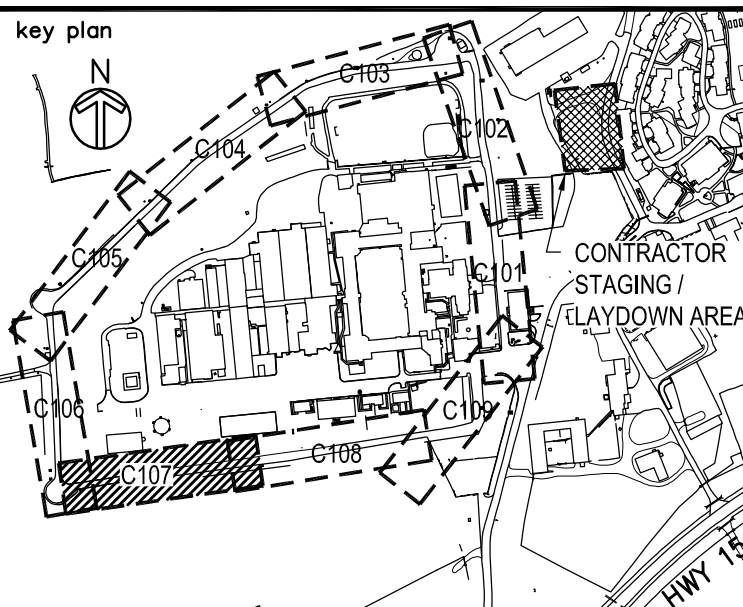 key plan
N
C103
C102
C104
C105
C101
CONTRACTOR
STAGING /
LAYDOWN AREA
C106
C109
C108
C107
HWY 15